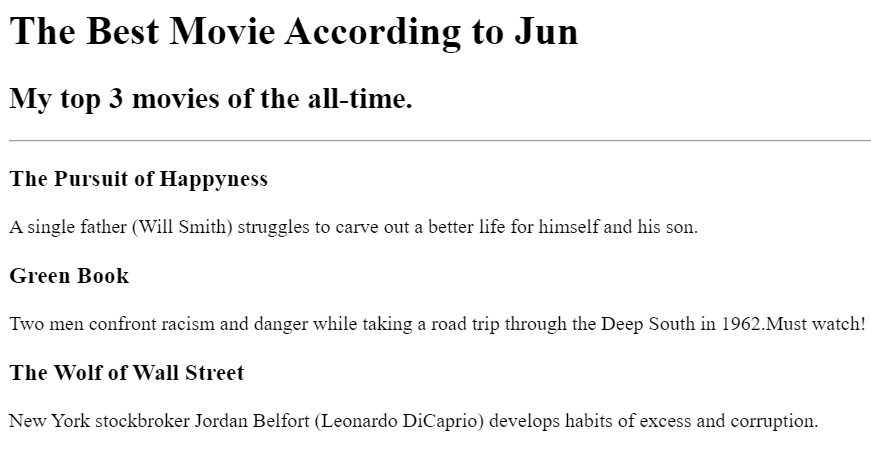 The Best Movie According to Jun
My top 3 movies of the all-time.
The Pursuit of Happyness
A single father (Will Smith) struggles to carve out a better life for himself and his son.
Green Book
Two men confront racism and danger while taking a road trip through the Deep South in 1962.Must watch!
The Wolf of Wall Street
New York stockbroker Jordan Belfort (Leonardo DiCaprio) develops habits of excess and corruption.